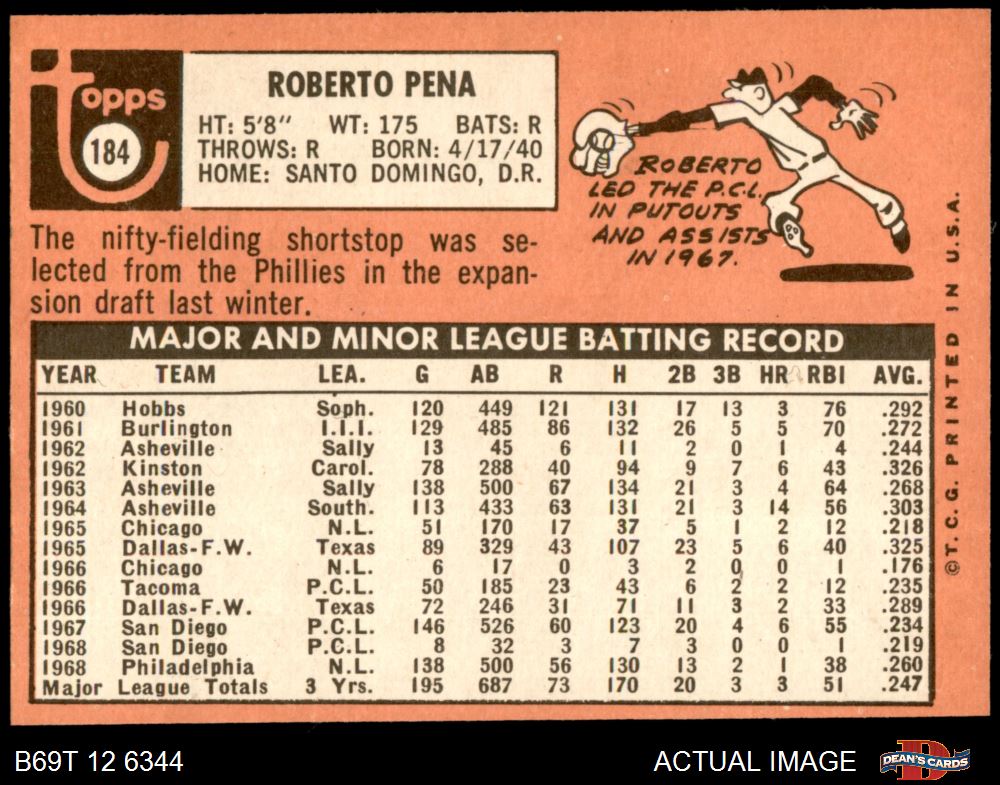 topps
184
ROBERTO PENA
HT: 5'8" WT: 175 BATS: R
THROWS: R BORN: 4/17/40
HOME: SANTO DOMINGO, D.R.
ROBERTO
LED THE P.C.L.
IN PUTOUTS
AND ASSISTS
IN 1967.
The nifty-fielding shortstop was se-
lected from the Phillies in the expan-
sion draft last winter.
MAJOR AND MINOR LEAGUE BATTING RECORD
YEAR TEAM LEA. G AB R H 2B 3B HR RBI AVG.
1960 Hobbs Soph. 120 449 121 131 17 13 3 76 .292
1961 Burlington I.I.I. 129 485 86 132 26 5 5 70 .272
1962 Asheville Sally 13 45 6 11 2 0 1 4 .244
1962 Kinston Carol. 78 288 40 94 9 7 6 43 .326
1963 Asheville Sally 138 500 67 134 21 3 4 64 .268
1964 Asheville South. 113 433 63 131 21 3 14 56 .303
1965 Chicago N.L. 51 170 17 37 5 1 2 12 .218
1965 Dallas-F.W. Texas 89 329 43 107 23 5 6 40 .325
1966 Chicago N.L. 6 17 0 3 2 0 0 1 .176
1966 Tacoma P.C.L. 50 185 23 43 6 2 2 12 .235
1966 Dallas-F.W. Texas 72 246 31 71 11 3 2 33 .289
1967 San Diego P.C.L. 146 526 60 123 20 4 6 55 .234
1968 San Diego P.C.L. 8 32 3 7 3 0 0 1 .219
1968 Philadelphia N.L. 138 500 56 130 13 2 1 38 .260
Major League Totals 3 Yrs. 195 687 73 170 20 3 3 51 .247
©T.C.G. PRINTED IN U.S.A.
B69T 12 6344
ACTUAL IMAGE
D
DEAN'S CARDS